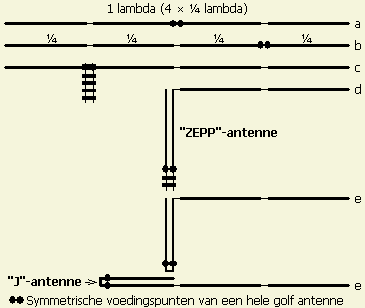 1 lambda (4 × ¼ lambda)
a
¼ ¼ ¼ ¼
b
c
d
"ZEPP"-antenne
e
"J"-antenne
e
Symmetrische voedingspunten van een hele golf antenne